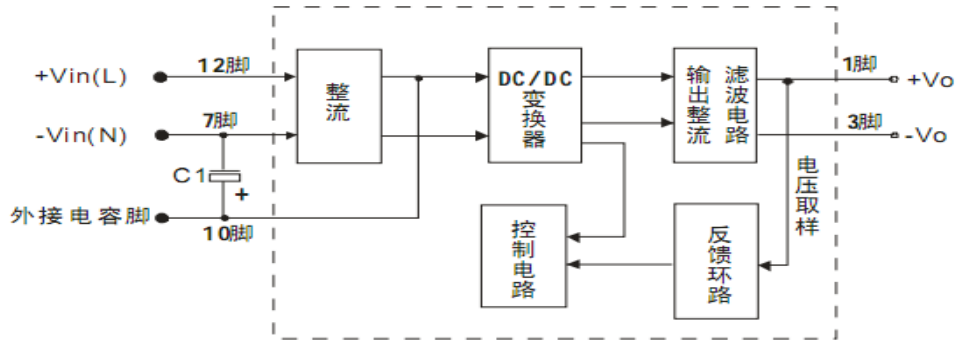 +Vin(L)
12脚
整流
DC/DC
变换器
输出整流
滤波电路
1脚
+Vo
-Vin(N)
7脚
3脚
-Vo
C1
+
外接电容脚
10脚
控制电路
反馈环路
电压取样